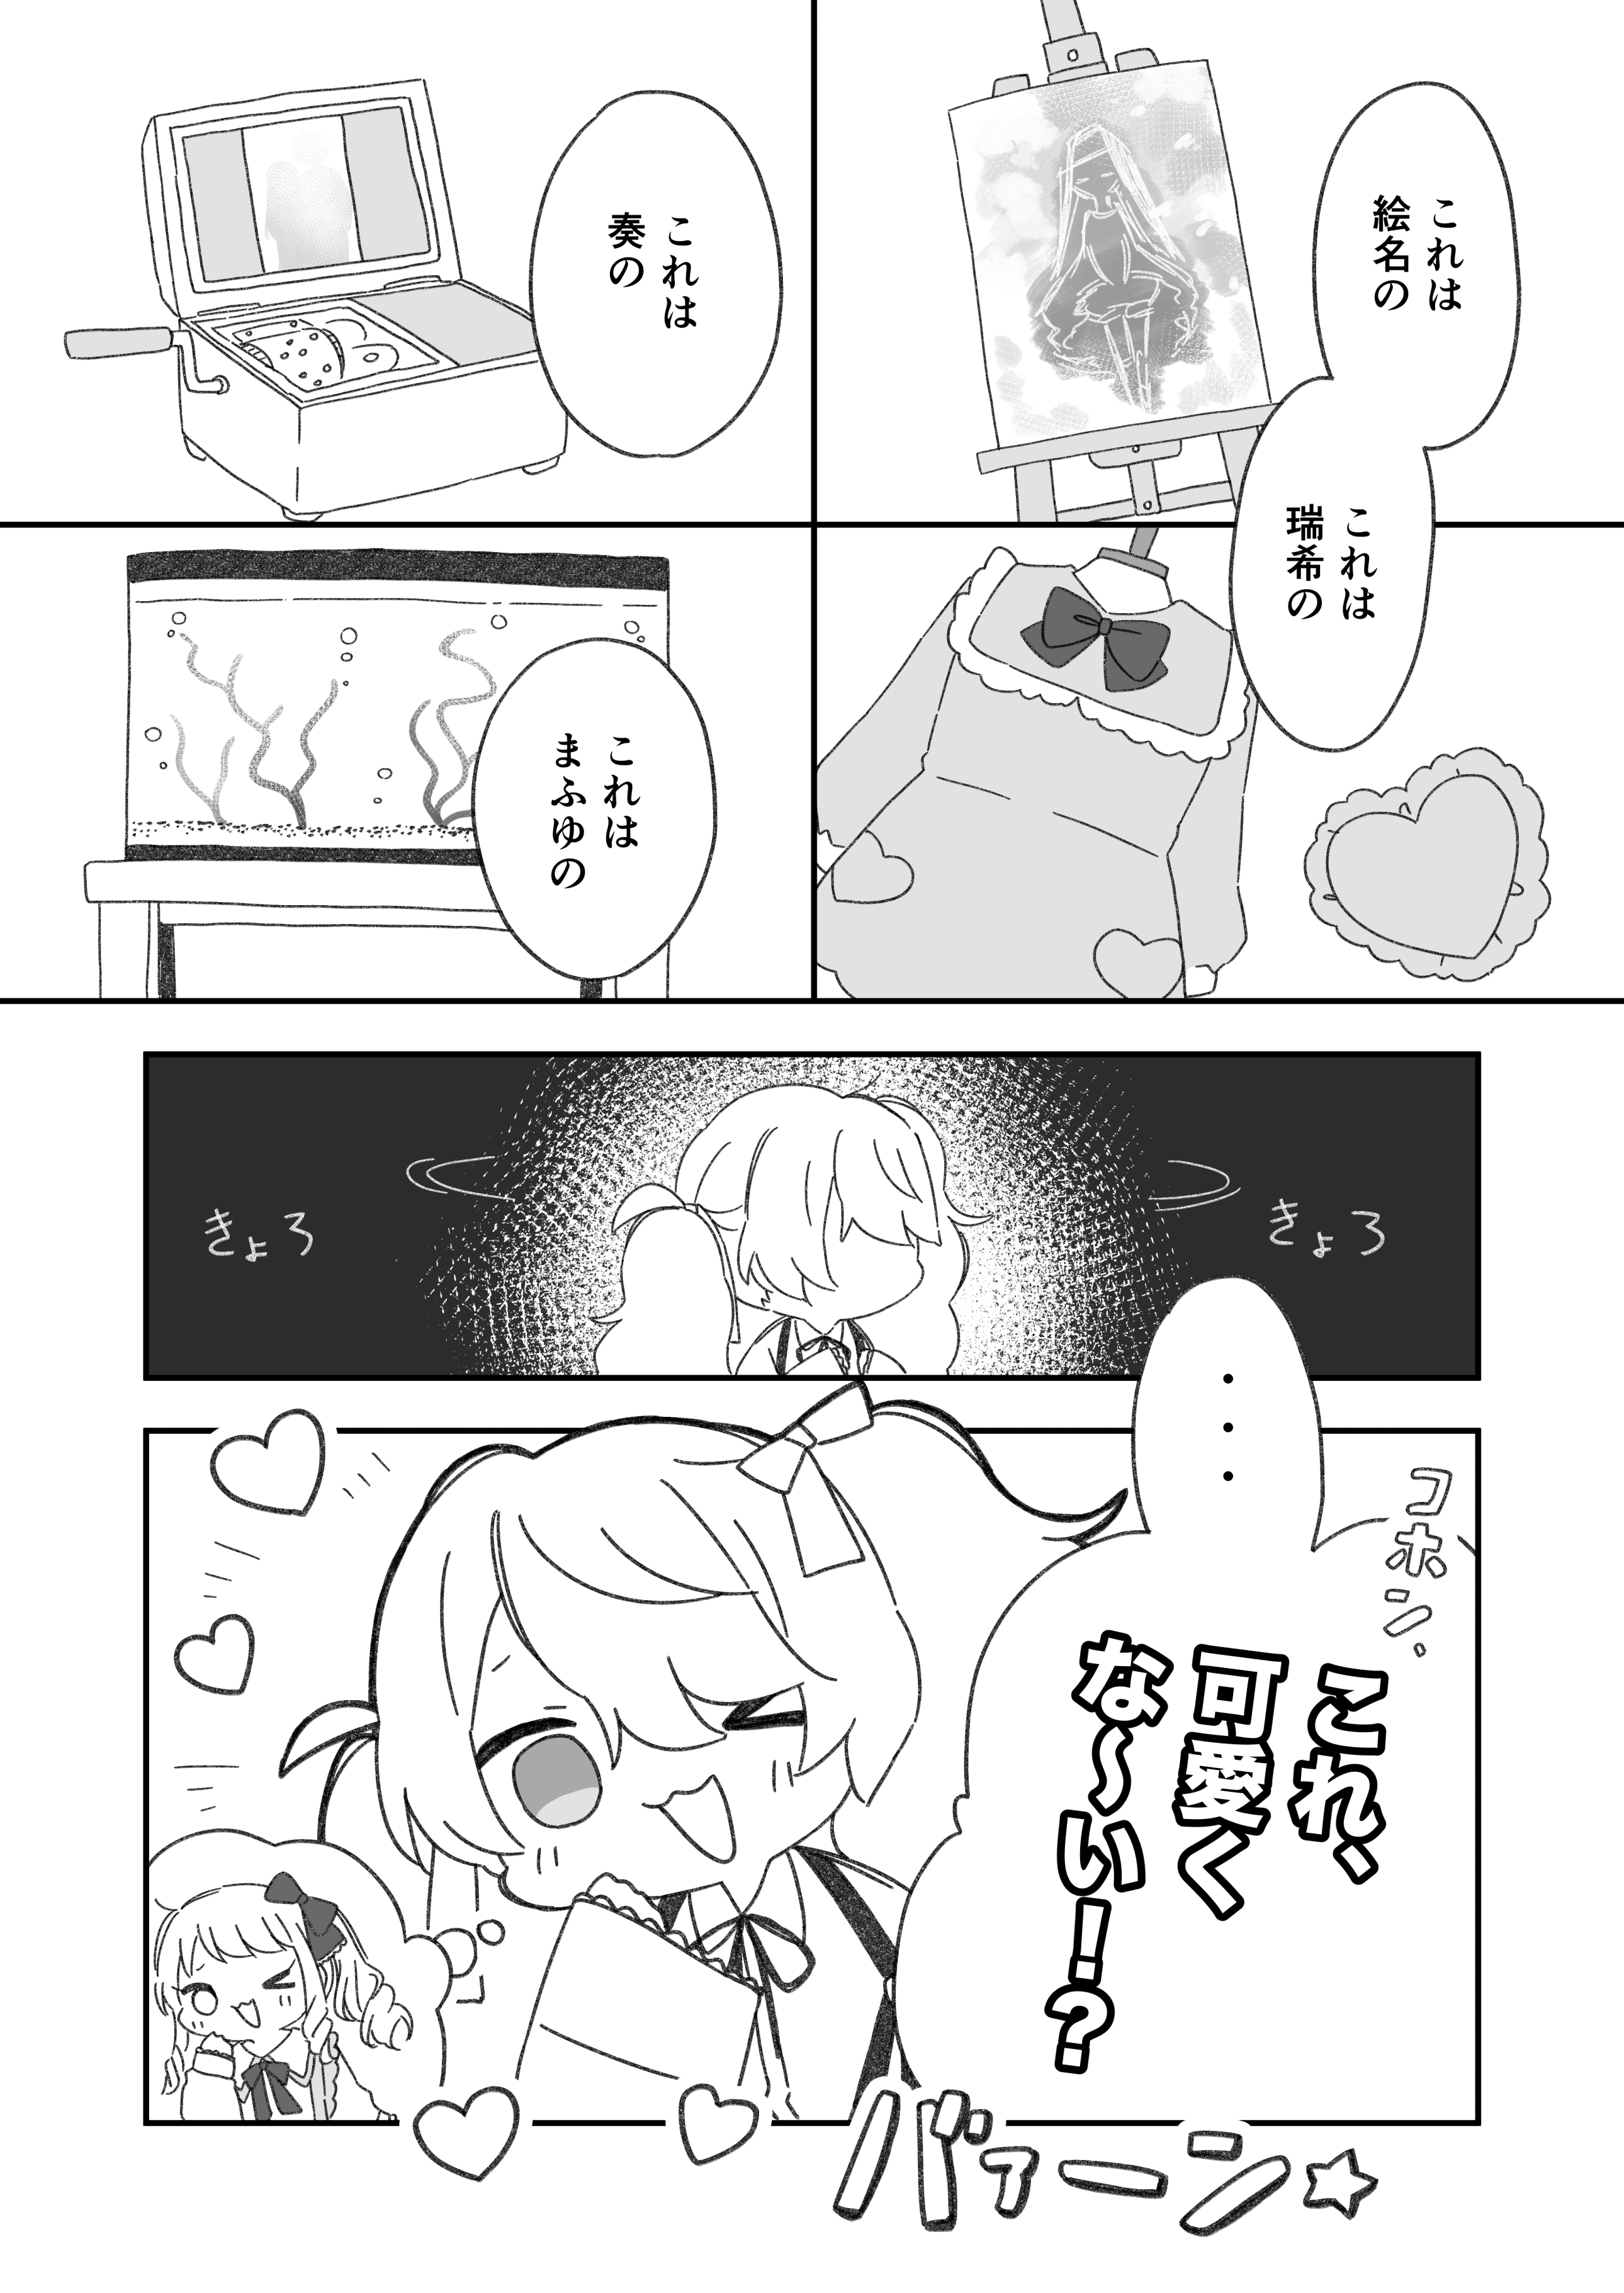 これは
絵名の
これは
瑞希の
これは
奏の
これは
まふゆの
きょろ
きょろ
・・・
コホン、
これ、
可愛く
な〜い！？
バァーン☆